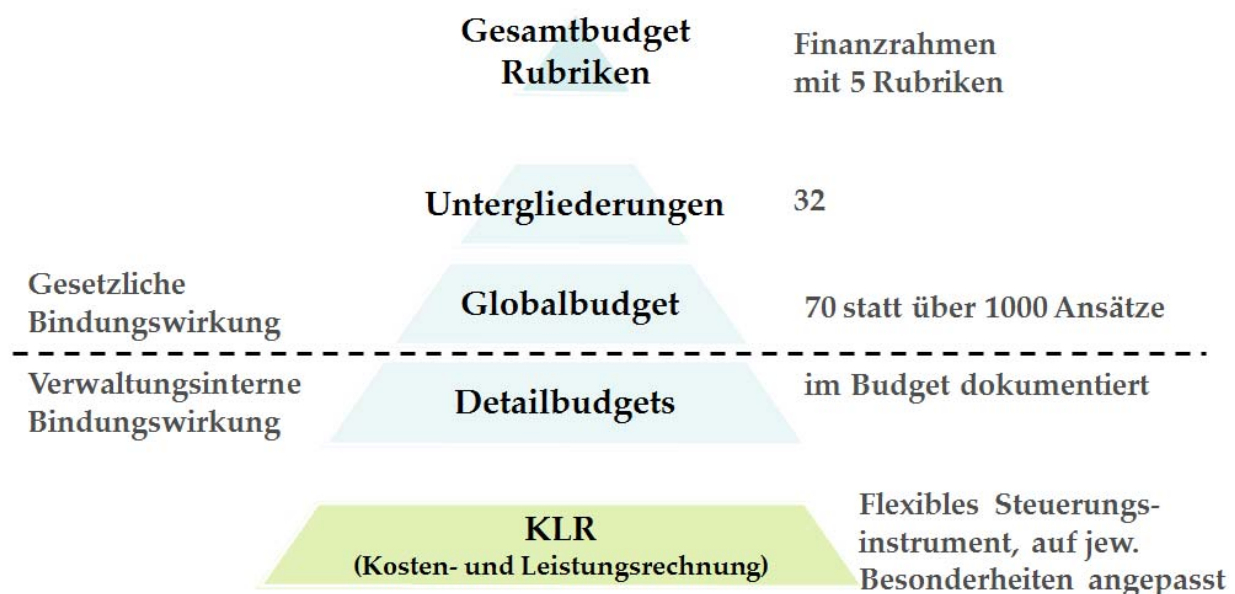 Gesamtbudget
Rubriken
Finanzrahmen
mit 5 Rubriken
Untergliederungen
32
Gesetzliche
Bindungswirkung
Globalbudget
70 statt über 1000 Ansätze
Verwaltungsinterne
Bindungswirkung
Detailbudgets
im Budget dokumentiert
KLR
(Kosten- und Leistungsrechnung)
Flexibles Steuerungs-
instrument, auf jew.
Besonderheiten angepasst